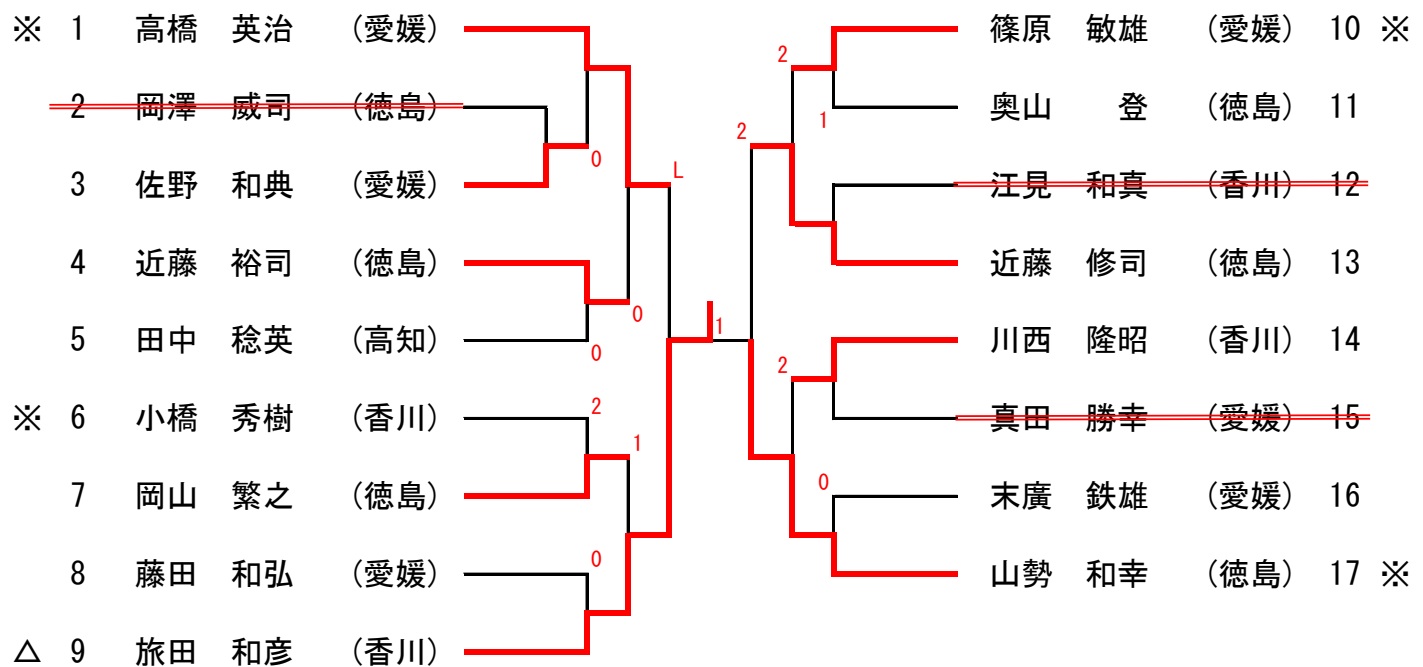 ※ 1 高橋 英治 (愛媛)
2 岡澤 威司 (徳島)
0
3 佐野 和典 (愛媛)
L
4 近藤 裕司 (徳島)
0
5 田中 稔英 (高知)
0
※ 6 小橋 秀樹 (香川)
2
1
7 岡山 繁之 (徳島)
8 藤田 和弘 (愛媛)
0
△ 9 旅田 和彦 (香川)
1
篠原 敏雄 (愛媛) 10 ※
2
奥山 登 (徳島) 11
1
2
江見 和真 (香川) 12
近藤 修司 (徳島) 13
川西 隆昭 (香川) 14
2
真田 勝幸 (愛媛) 15
末廣 鉄雄 (愛媛) 16
0
山勢 和幸 (徳島) 17 ※